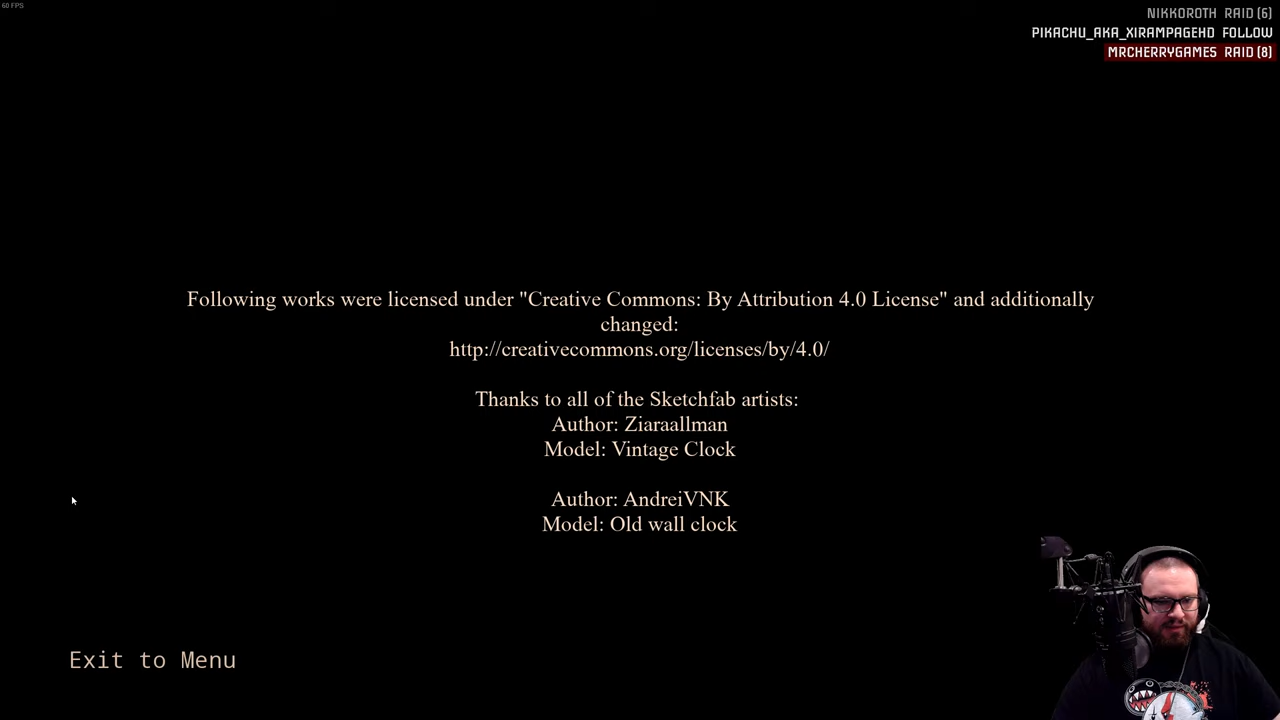 60 FPS
NIKKOROTH RAID (6)
PIKACHU_AKA_XIRAMPAGEHD FOLLOW
MRCHERRYGAMES RAID (8)
Following works were licensed under "Creative Commons: By Attribution 4.0 License" and additionally
changed:
http://creativecommons.org/licenses/by/4.0/
Thanks to all of the Sketchfab artists:
Author: Ziaraallman
Model: Vintage Clock
Author: AndreiVNK
Model: Old wall clock
Exit to Menu